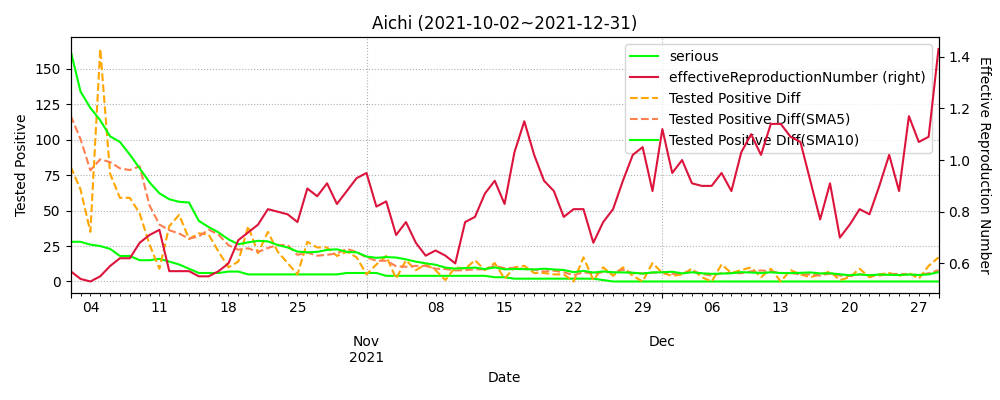 Aichi (2021-10-02~2021-12-31)
serious
effectiveReproductionNumber (right)
Tested Positive Diff
Tested Positive Diff(SMA5)
Tested Positive Diff(SMA10)
Tested Positive
150
125
100
75
50
25
0
1.4
1.2
1.0
0.8
0.6
Effective Reproduction Number
04 11 18 25 08 15 22 29 06 13 20 27
Nov Dec
2021
Date